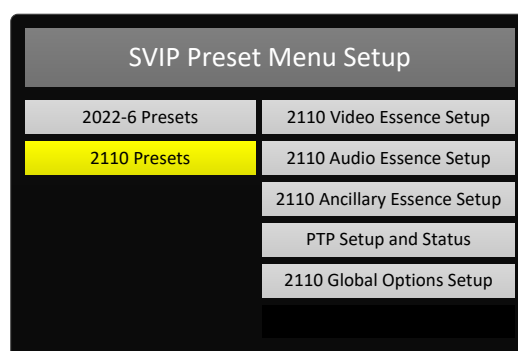 SVIP Preset Menu Setup
2022-6 Presets
2110 Video Essence Setup
2110 Presets
2110 Audio Essence Setup
2110 Ancillary Essence Setup
PTP Setup and Status
2110 Global Options Setup